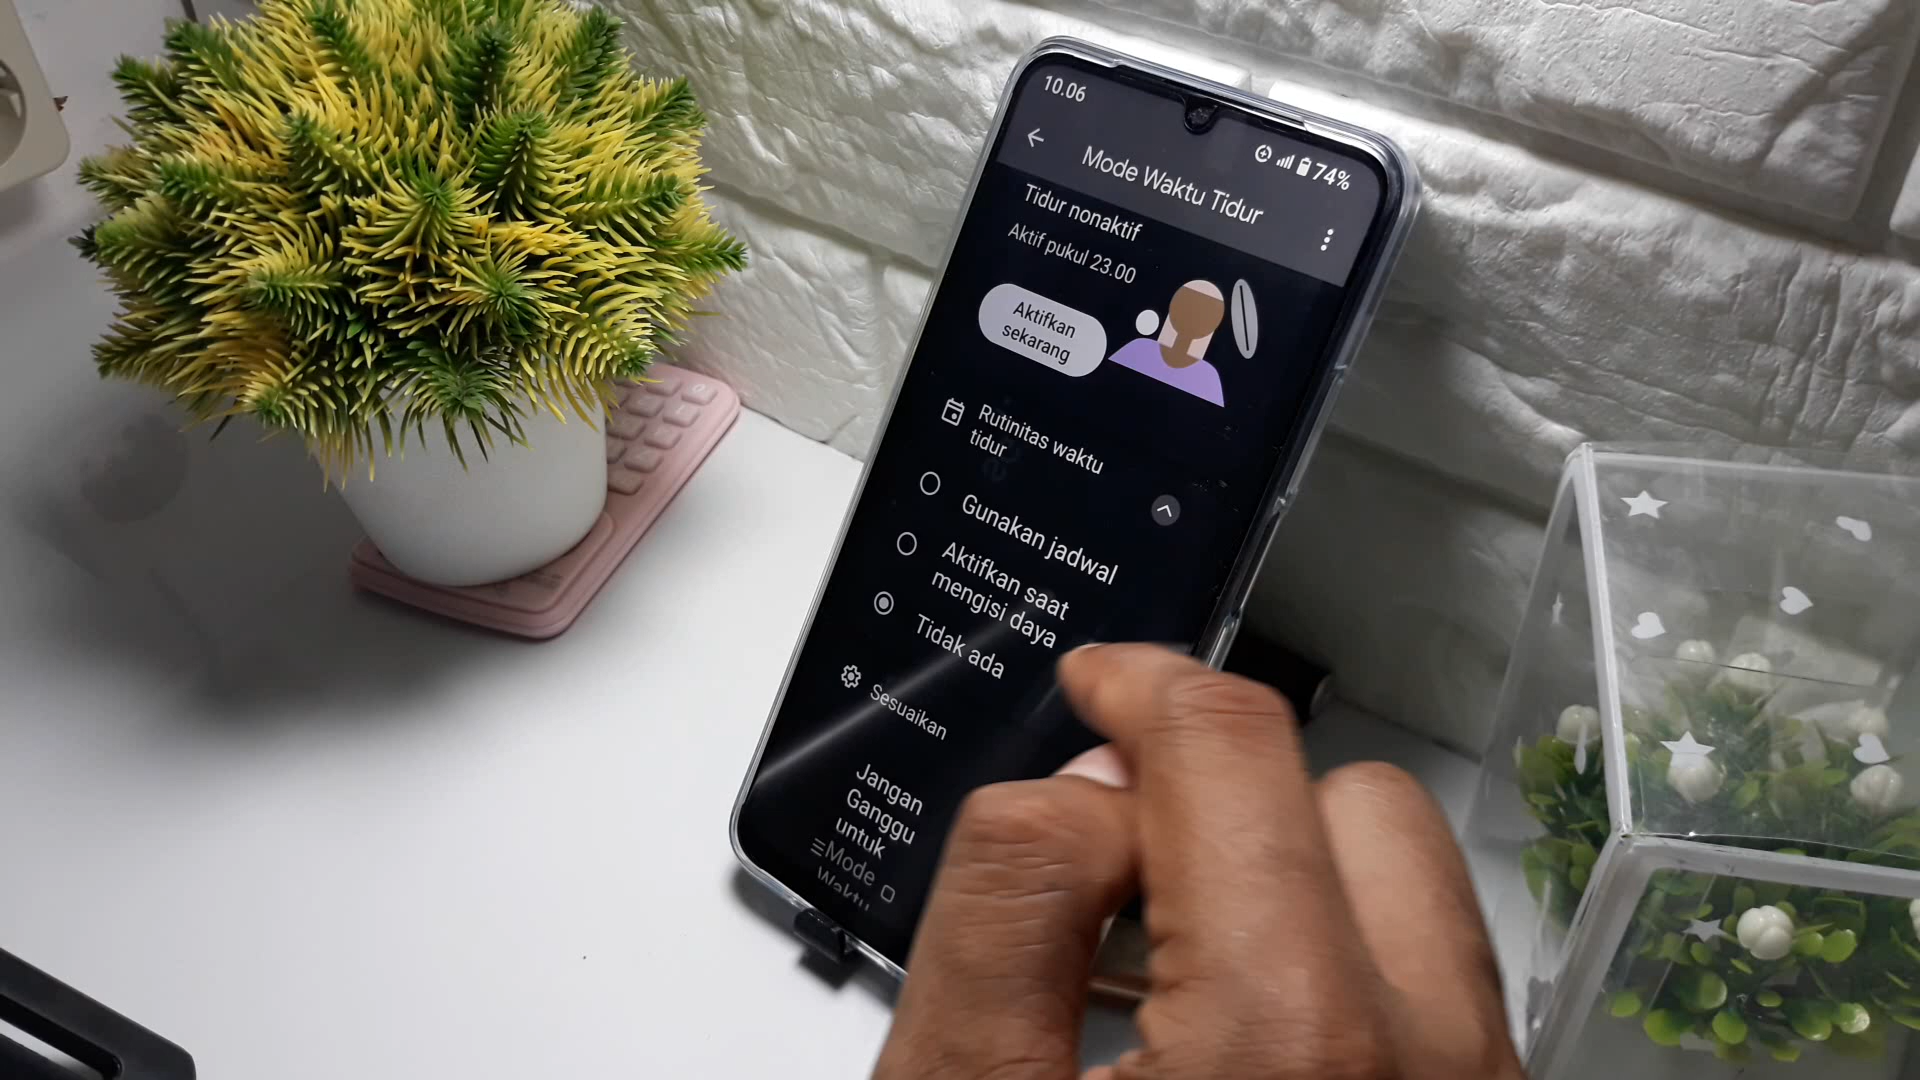 10.06
74%
Mode Waktu Tidur
Tidur nonaktif
Aktif pukul 23.00
Aktifkan
sekarang
Rutinitas waktu
tidur
Gunakan jadwal
Aktifkan saat
mengisi daya
Tidak ada
Sesuaikan
Jangan
Ganggu
untuk
Mode
Waktu